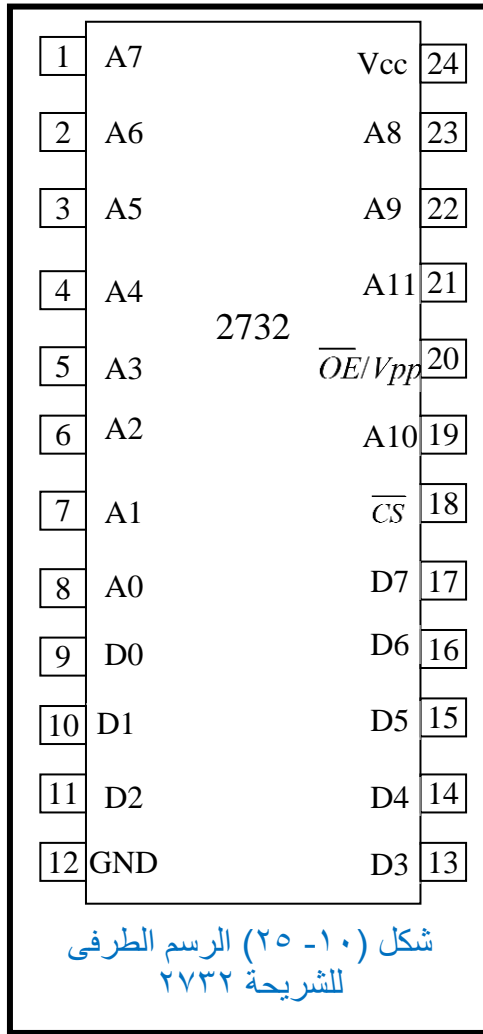 1 A7 Vcc 24
2 A6 A8 23
3 A5 A9 22
4 A4 A11 21
2732
5 A3 O̅E̅/Vpp 20
6 A2 A10 19
7 A1 C̅S̅ 18
8 A0 D7 17
9 D0 D6 16
10 D1 D5 15
11 D2 D4 14
12 GND D3 13
شكل (١٠- ٢٥) الرسم الطرفى
للشريحة ٢٧٣٢